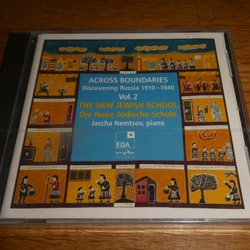 ACROSS BOUNDARIES
Discovering Russia 1910–1940
Vol. 2
THE NEW JEWISH SCHOOL
Die Neue Jüdische Schule
Jascha Nemtsov, piano
EDA